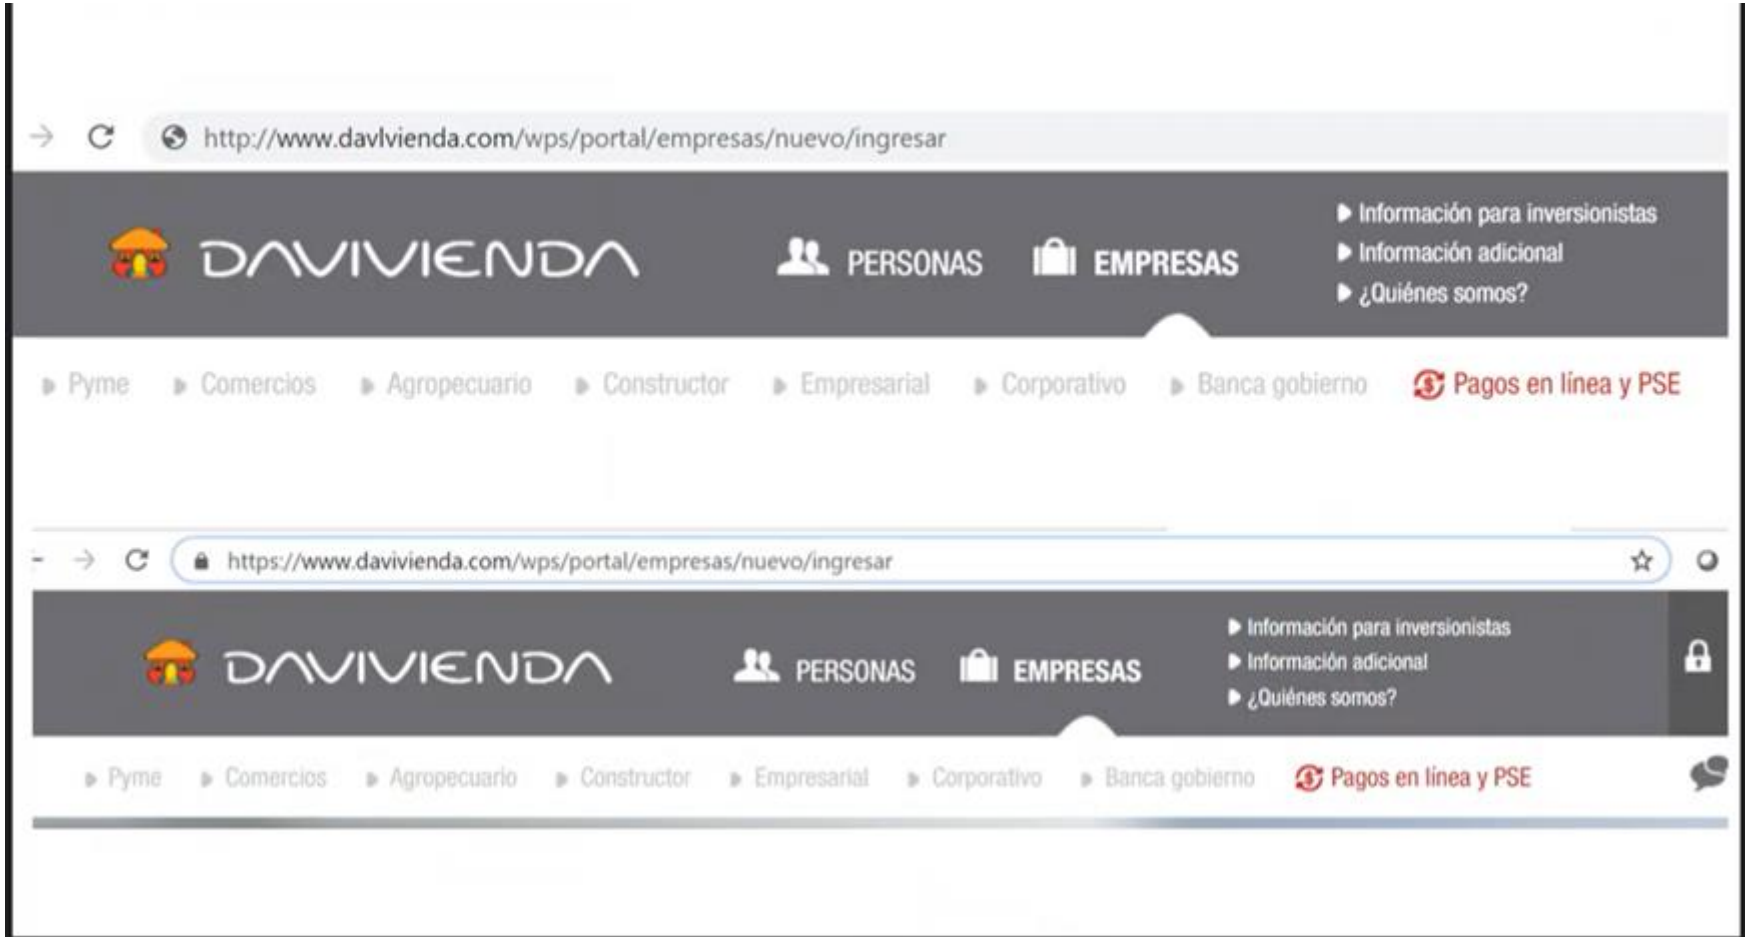 http://www.davlvienda.com/wps/portal/empresas/nuevo/ingresar
DAVIVIENDA PERSONAS EMPRESAS
Información para inversionistas
Información adicional
¿Quiénes somos?
Pyme Comercios Agropecuario Constructor Empresarial Corporativo Banca gobierno Pagos en línea y PSE
https://www.davivienda.com/wps/portal/empresas/nuevo/ingresar
DAVIVIENDA PERSONAS EMPRESAS
Información para inversionistas
Información adicional
¿Quiénes somos?
Pyme Comercios Agropecuario Constructor Empresarial Corporativo Banca gobierno Pagos en línea y PSE